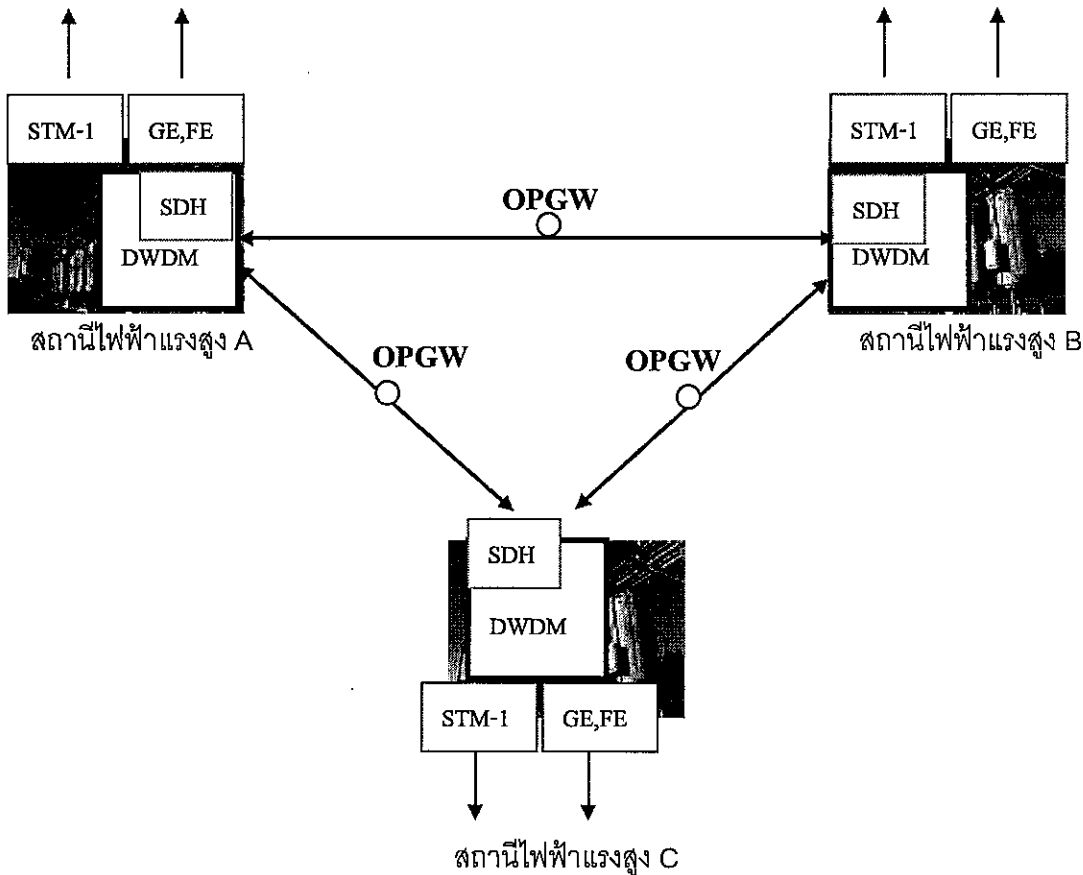 STM-1 GE,FE
STM-1 GE,FE
SDH
DWDM
OPGW
SDH
DWDM
สถานีไฟฟ้าแรงสูง A
สถานีไฟฟ้าแรงสูง B
OPGW
OPGW
SDH
DWDM
STM-1 GE,FE
สถานีไฟฟ้าแรงสูง C